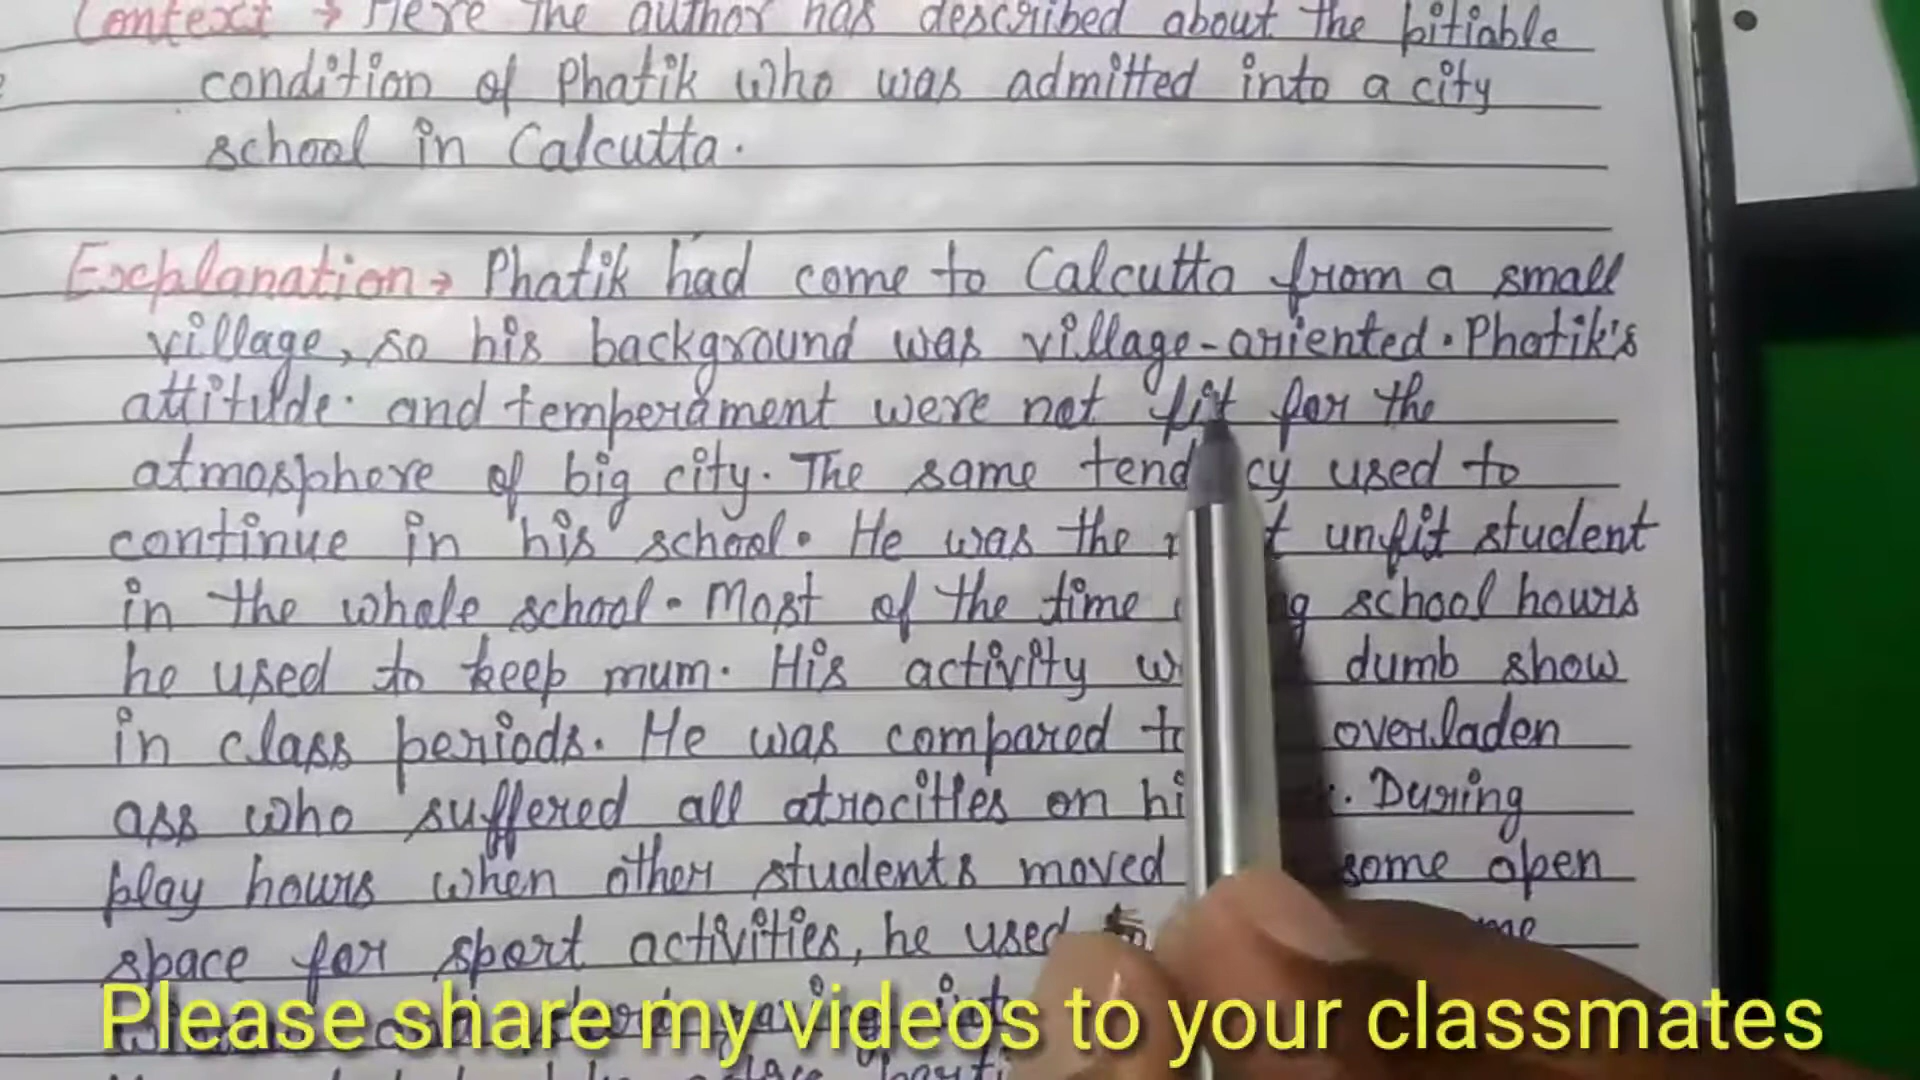 Context → Here the author has described about the pitiable
condition of Phatik who was admitted into a city
school in Calcutta.
Explanation → Phatik had come to Calcutta from a small
village, so his background was village-oriented. Phatik's
attitude and temperament were not fit for the
atmosphere of big city. The same used to
continue in his school. He was the unfit student
in the whole school. Most of the time school hours
he used to keep mum. His activity dumb show
in class periods. He was compared overladen
ass who suffered all atrocities on During
play hours when other students moved some open
space for sport activities, he used
Please share my videos to your classmates